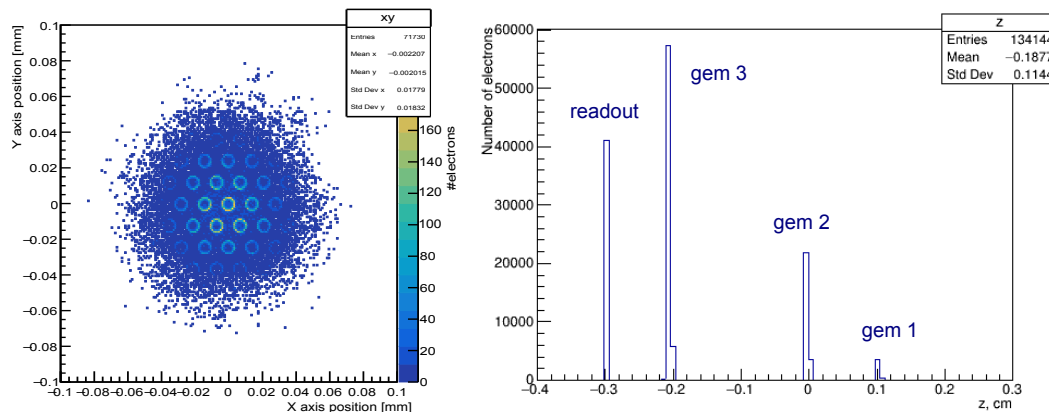 xy
Entries 71730
Mean x −0.002207
Mean y −0.002015
Std Dev x 0.01779
Std Dev y 0.01832
Y axis position [mm]
0.1
0.08
0.06
0.04
0.02
0
−0.02
−0.04
−0.06
−0.08
−0.1
−0.1 −0.08 −0.06 −0.04 −0.02 0 0.02 0.04 0.06 0.08 0.1
X axis position [mm]
160
140
120
100
80
60
40
20
0
#electrons
z
Entries 134144
Mean −0.1877
Std Dev 0.1144
Number of electrons
60000
50000
40000
30000
20000
10000
0
readout
gem 3
gem 2
gem 1
−0.4 −0.3 −0.2 −0.1 0 0.1 0.2 0.3
z, cm